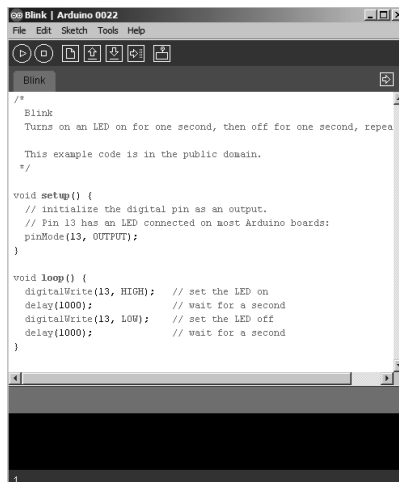 Blink | Arduino 0022
File Edit Sketch Tools Help
Blink
/*
  Blink
  Turns on an LED on for one second, then off for one second, repea

  This example code is in the public domain.
 */

void setup() {
  // initialize the digital pin as an output.
  // Pin 13 has an LED connected on most Arduino boards:
  pinMode(13, OUTPUT);
}

void loop() {
  digitalWrite(13, HIGH);   // set the LED on
  delay(1000);              // wait for a second
  digitalWrite(13, LOW);    // set the LED off
  delay(1000);              // wait for a second
}
1